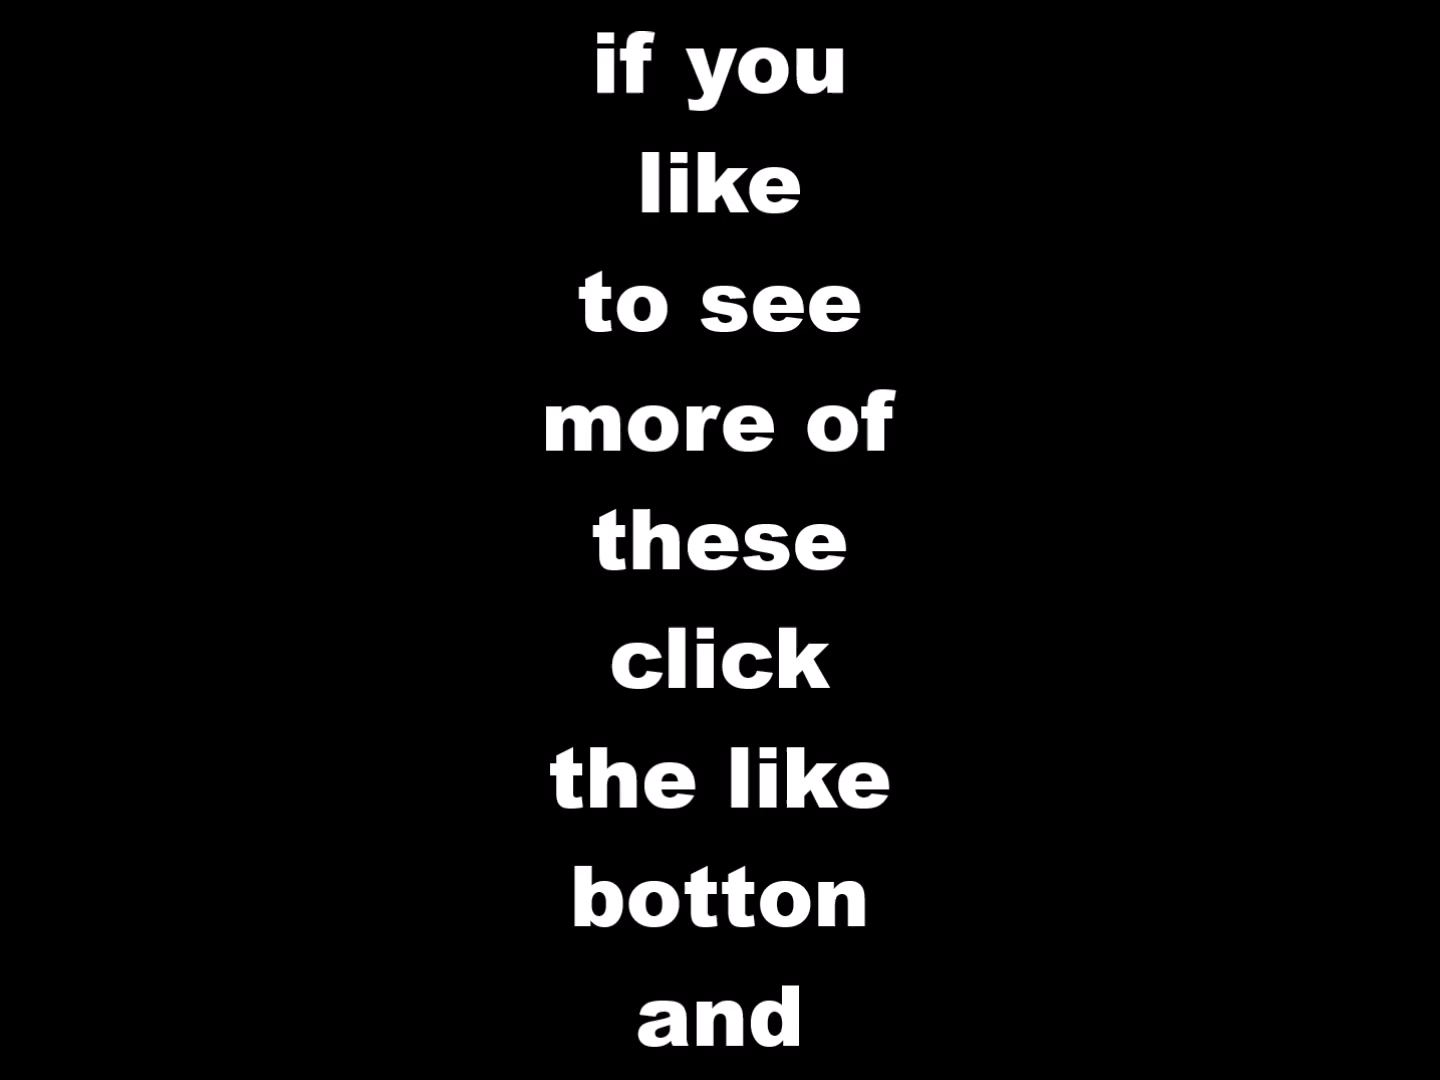 if you
like
to see
more of
these
click
the like
botton
and